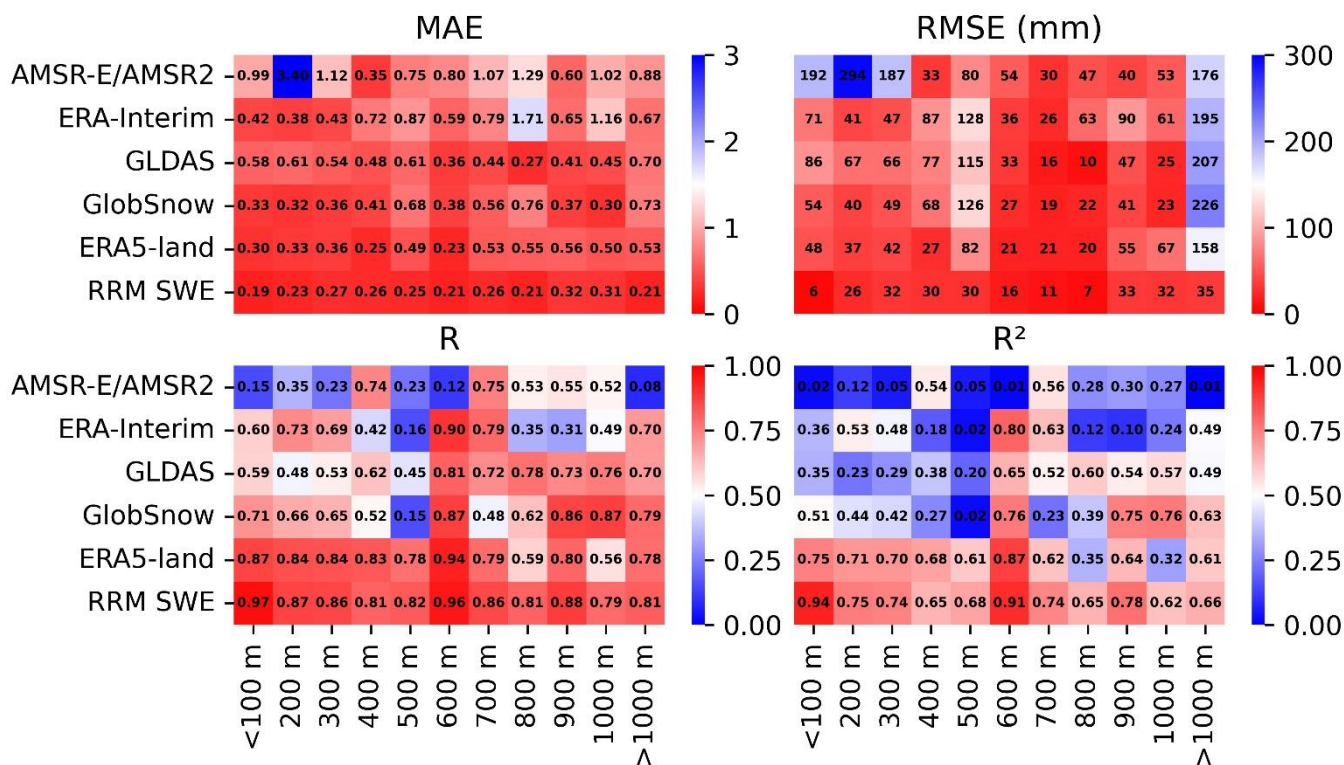 MAE RMSE (mm)
AMSR-E/AMSR2 0.99 3.40 1.12 0.35 0.75 0.80 1.07 1.29 0.60 1.02 0.88 3 192 294 187 33 80 54 30 47 40 53 176 300
ERA-Interim 0.42 0.38 0.43 0.72 0.87 0.59 0.79 1.71 0.65 1.16 0.67 2 71 41 47 87 128 36 26 63 90 61 195 200
GLDAS 0.58 0.61 0.54 0.48 0.61 0.36 0.44 0.27 0.41 0.45 0.70 86 67 66 77 115 33 16 10 47 25 207
GlobSnow 0.33 0.32 0.36 0.41 0.68 0.38 0.56 0.76 0.37 0.30 0.73 1 54 40 49 68 126 27 19 22 41 23 226 100
ERA5-land 0.30 0.33 0.36 0.25 0.49 0.23 0.53 0.55 0.56 0.50 0.53 48 37 42 27 82 21 21 20 55 67 158
RRM SWE 0.19 0.23 0.27 0.26 0.25 0.21 0.26 0.21 0.32 0.31 0.21 0 6 26 32 30 30 16 11 7 33 32 35 0
R R²
AMSR-E/AMSR2 0.15 0.35 0.23 0.74 0.23 0.12 0.75 0.53 0.55 0.52 0.08 1.00 0.02 0.12 0.05 0.54 0.05 0.01 0.56 0.28 0.30 0.27 0.01 1.00
ERA-Interim 0.60 0.73 0.69 0.42 0.16 0.90 0.79 0.35 0.31 0.49 0.70 0.75 0.36 0.53 0.48 0.18 0.02 0.80 0.63 0.12 0.10 0.24 0.49 0.75
GLDAS 0.59 0.48 0.53 0.62 0.45 0.81 0.72 0.78 0.73 0.76 0.70 0.50 0.35 0.23 0.29 0.38 0.20 0.65 0.52 0.60 0.54 0.57 0.49 0.50
GlobSnow 0.71 0.66 0.65 0.52 0.15 0.87 0.48 0.62 0.86 0.87 0.79 0.51 0.44 0.42 0.27 0.02 0.76 0.23 0.39 0.75 0.76 0.63
ERA5-land 0.87 0.84 0.84 0.83 0.78 0.94 0.79 0.59 0.80 0.56 0.78 0.25 0.75 0.71 0.70 0.68 0.61 0.87 0.62 0.35 0.64 0.32 0.61 0.25
RRM SWE 0.97 0.87 0.86 0.81 0.82 0.96 0.86 0.81 0.88 0.79 0.81 0.00 0.94 0.75 0.74 0.65 0.68 0.91 0.74 0.65 0.78 0.62 0.66 0.00
<100 m 200 m 300 m 400 m 500 m 600 m 700 m 800 m 900 m 1000 m >1000 m <100 m 200 m 300 m 400 m 500 m 600 m 700 m 800 m 900 m 1000 m >1000 m